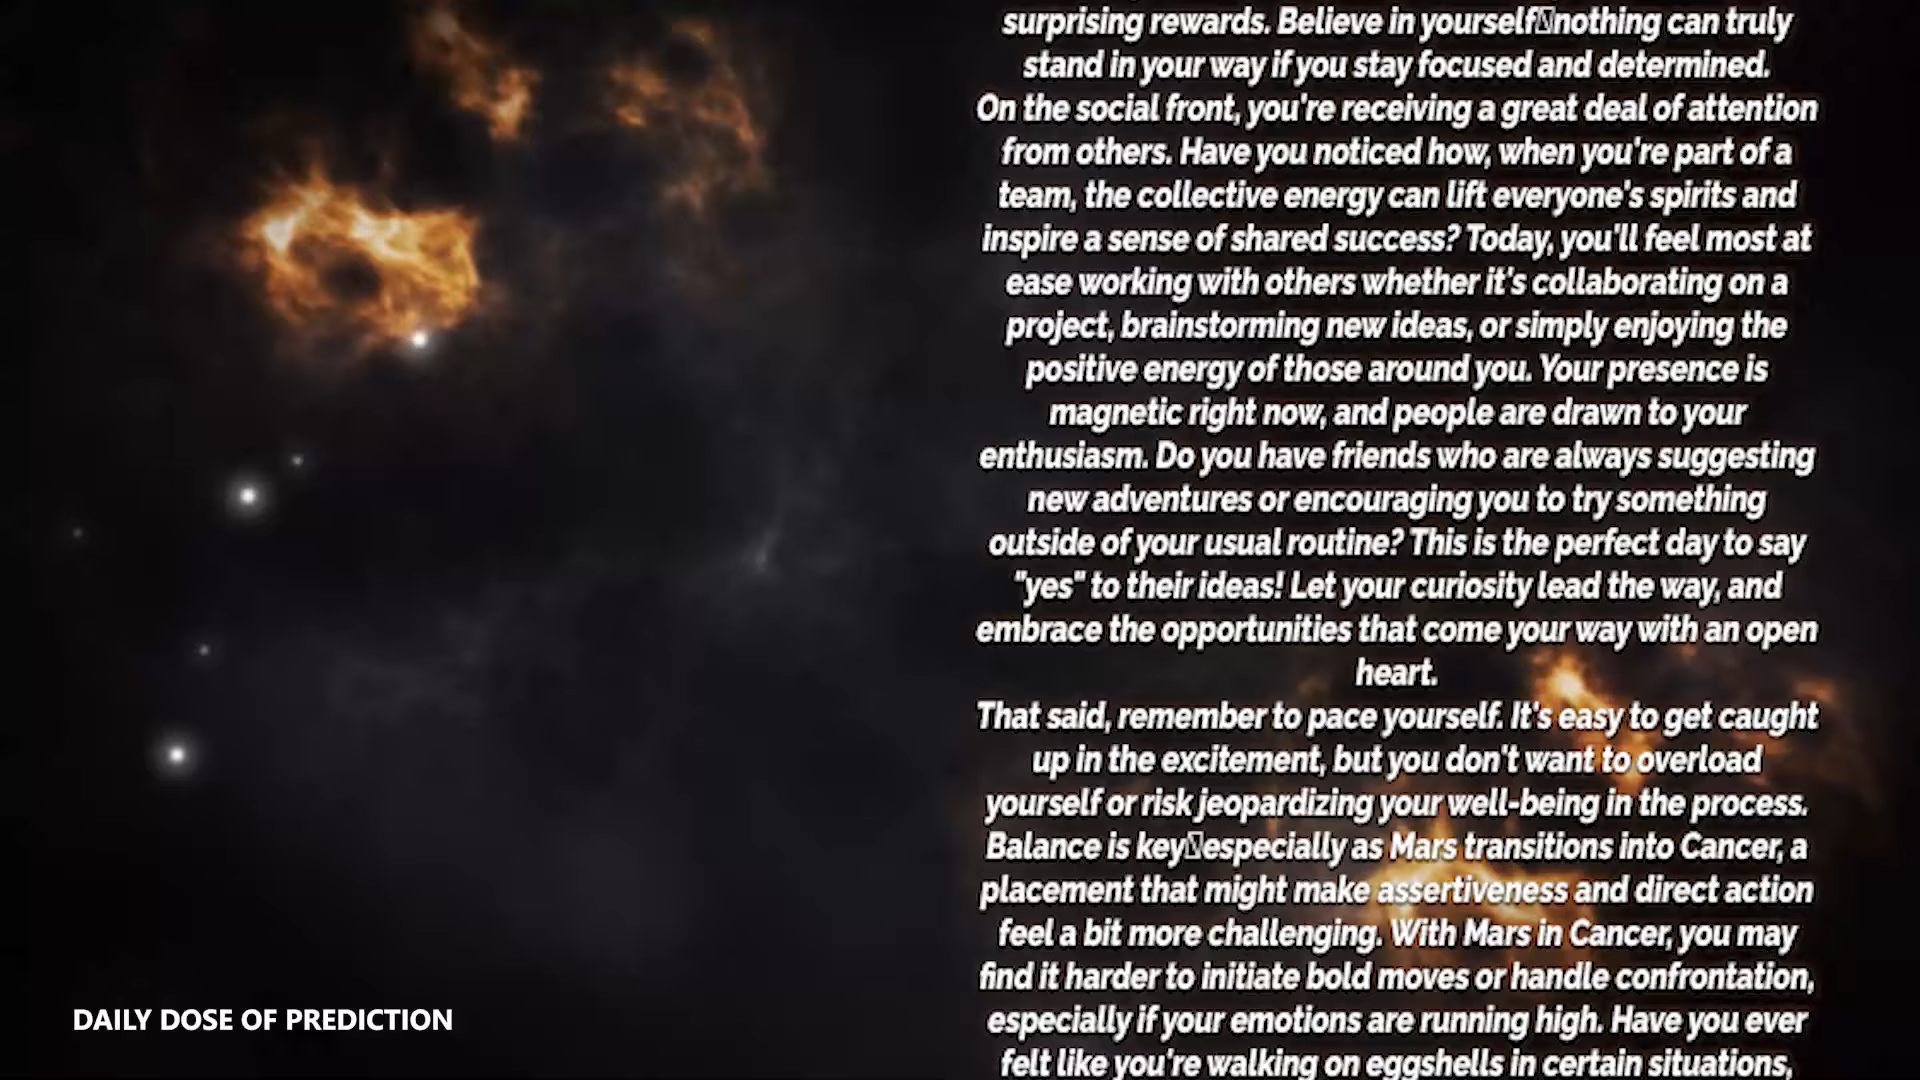 surprising rewards. Believe in yourself▯nothing can truly
stand in your way if you stay focused and determined.
On the social front, you're receiving a great deal of attention
from others. Have you noticed how, when you're part of a
team, the collective energy can lift everyone's spirits and
inspire a sense of shared success? Today, you'll feel most at
ease working with others whether it's collaborating on a
project, brainstorming new ideas, or simply enjoying the
positive energy of those around you. Your presence is
magnetic right now, and people are drawn to your
enthusiasm. Do you have friends who are always suggesting
new adventures or encouraging you to try something
outside of your usual routine? This is the perfect day to say
"yes" to their ideas! Let your curiosity lead the way, and
embrace the opportunities that come your way with an open
heart.
That said, remember to pace yourself. It's easy to get caught
up in the excitement, but you don't want to overload
yourself or risk jeopardizing your well-being in the process.
Balance is key▯especially as Mars transitions into Cancer, a
placement that might make assertiveness and direct action
feel a bit more challenging. With Mars in Cancer, you may
find it harder to initiate bold moves or handle confrontation,
especially if your emotions are running high. Have you ever
felt like you're walking on eggshells in certain situations,
DAILY DOSE OF PREDICTION